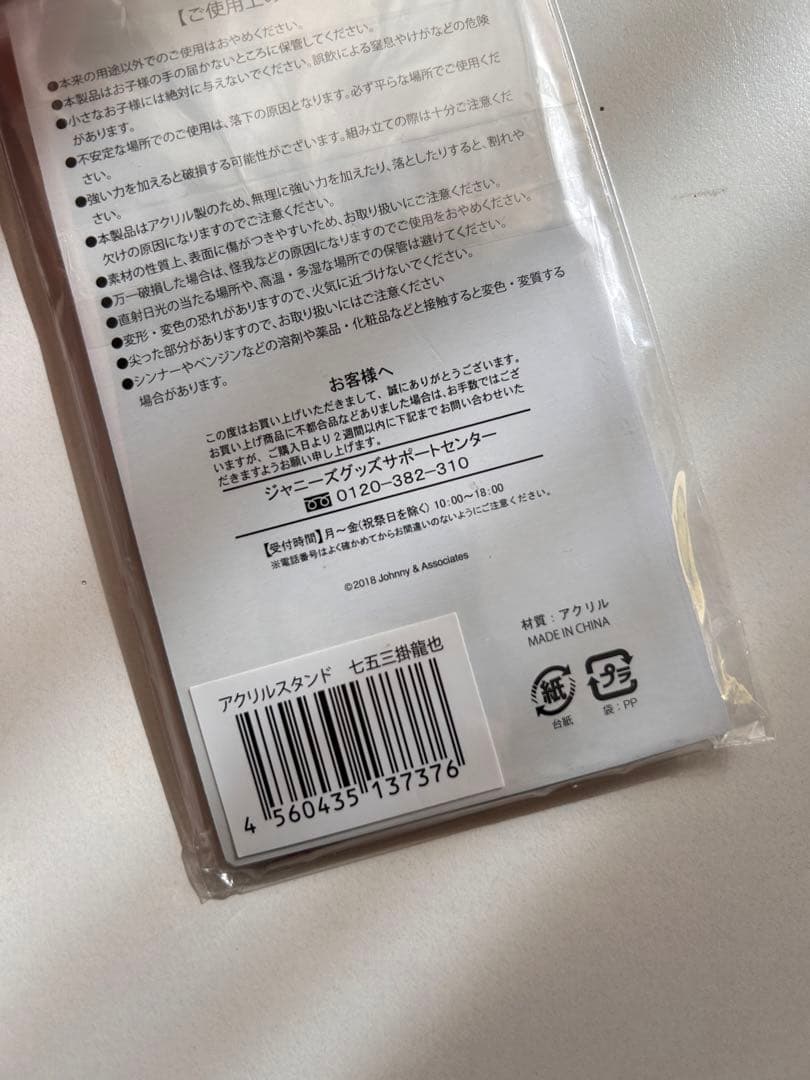 【ご使用上の
●本来の用途以外でのご使用はおやめください。
●本製品はお子様の手の届かないところに保管してください。
●小さなお子様には絶対に与えないでください。誤飲による窒息やけがなどの危険
があります。
●不安定な場所でのご使用は、落下の原因となります。必ず平らな場所でご使用くだ
さい。
●強い力を加えると破損する可能性がございます。組み立ての際は十分ご注意くだ
さい。
●本製品はアクリル製のため、無理に強い力を加えたり、落としたりすると、割れや
欠けの原因になりますのでご注意ください。
●素材の性質上、表面に傷がつきやすいため、お取り扱いにご注意ください。
●万一破損した場合は、怪我などの原因になりますのでご使用をおやめください。
●直射日光の当たる場所や、高温・多湿な場所での保管は避けてください。
●変形・変色の恐れがありますので、火気に近づけないでください。
●尖った部分がありますので、お取り扱いにはご注意ください
●シンナーやベンジンなどの溶剤や薬品・化粧品などと接触すると変色・変質する
場合があります。
お客様へ
この度はお買い上げいただきまして、誠にありがとうございます。
お買い上げ商品に不都合品などありました場合は、お手数ではござ
いますが、ご購入日より2週間以内に下記までお問い合わせいた
だきますようお願い申し上げます。
ジャニーズグッズサポートセンター
0120-382-310
【受付時間】月〜金(祝祭日を除く) 10:00〜18:00
※電話番号はよく確かめてからお間違いのないようにご注意ください。
©2018 Johnny & Associates
材質:アクリル
MADE IN CHINA
紙
台紙
プラ
袋:PP
アクリルスタンド 七五三掛龍也
4 560435 137376